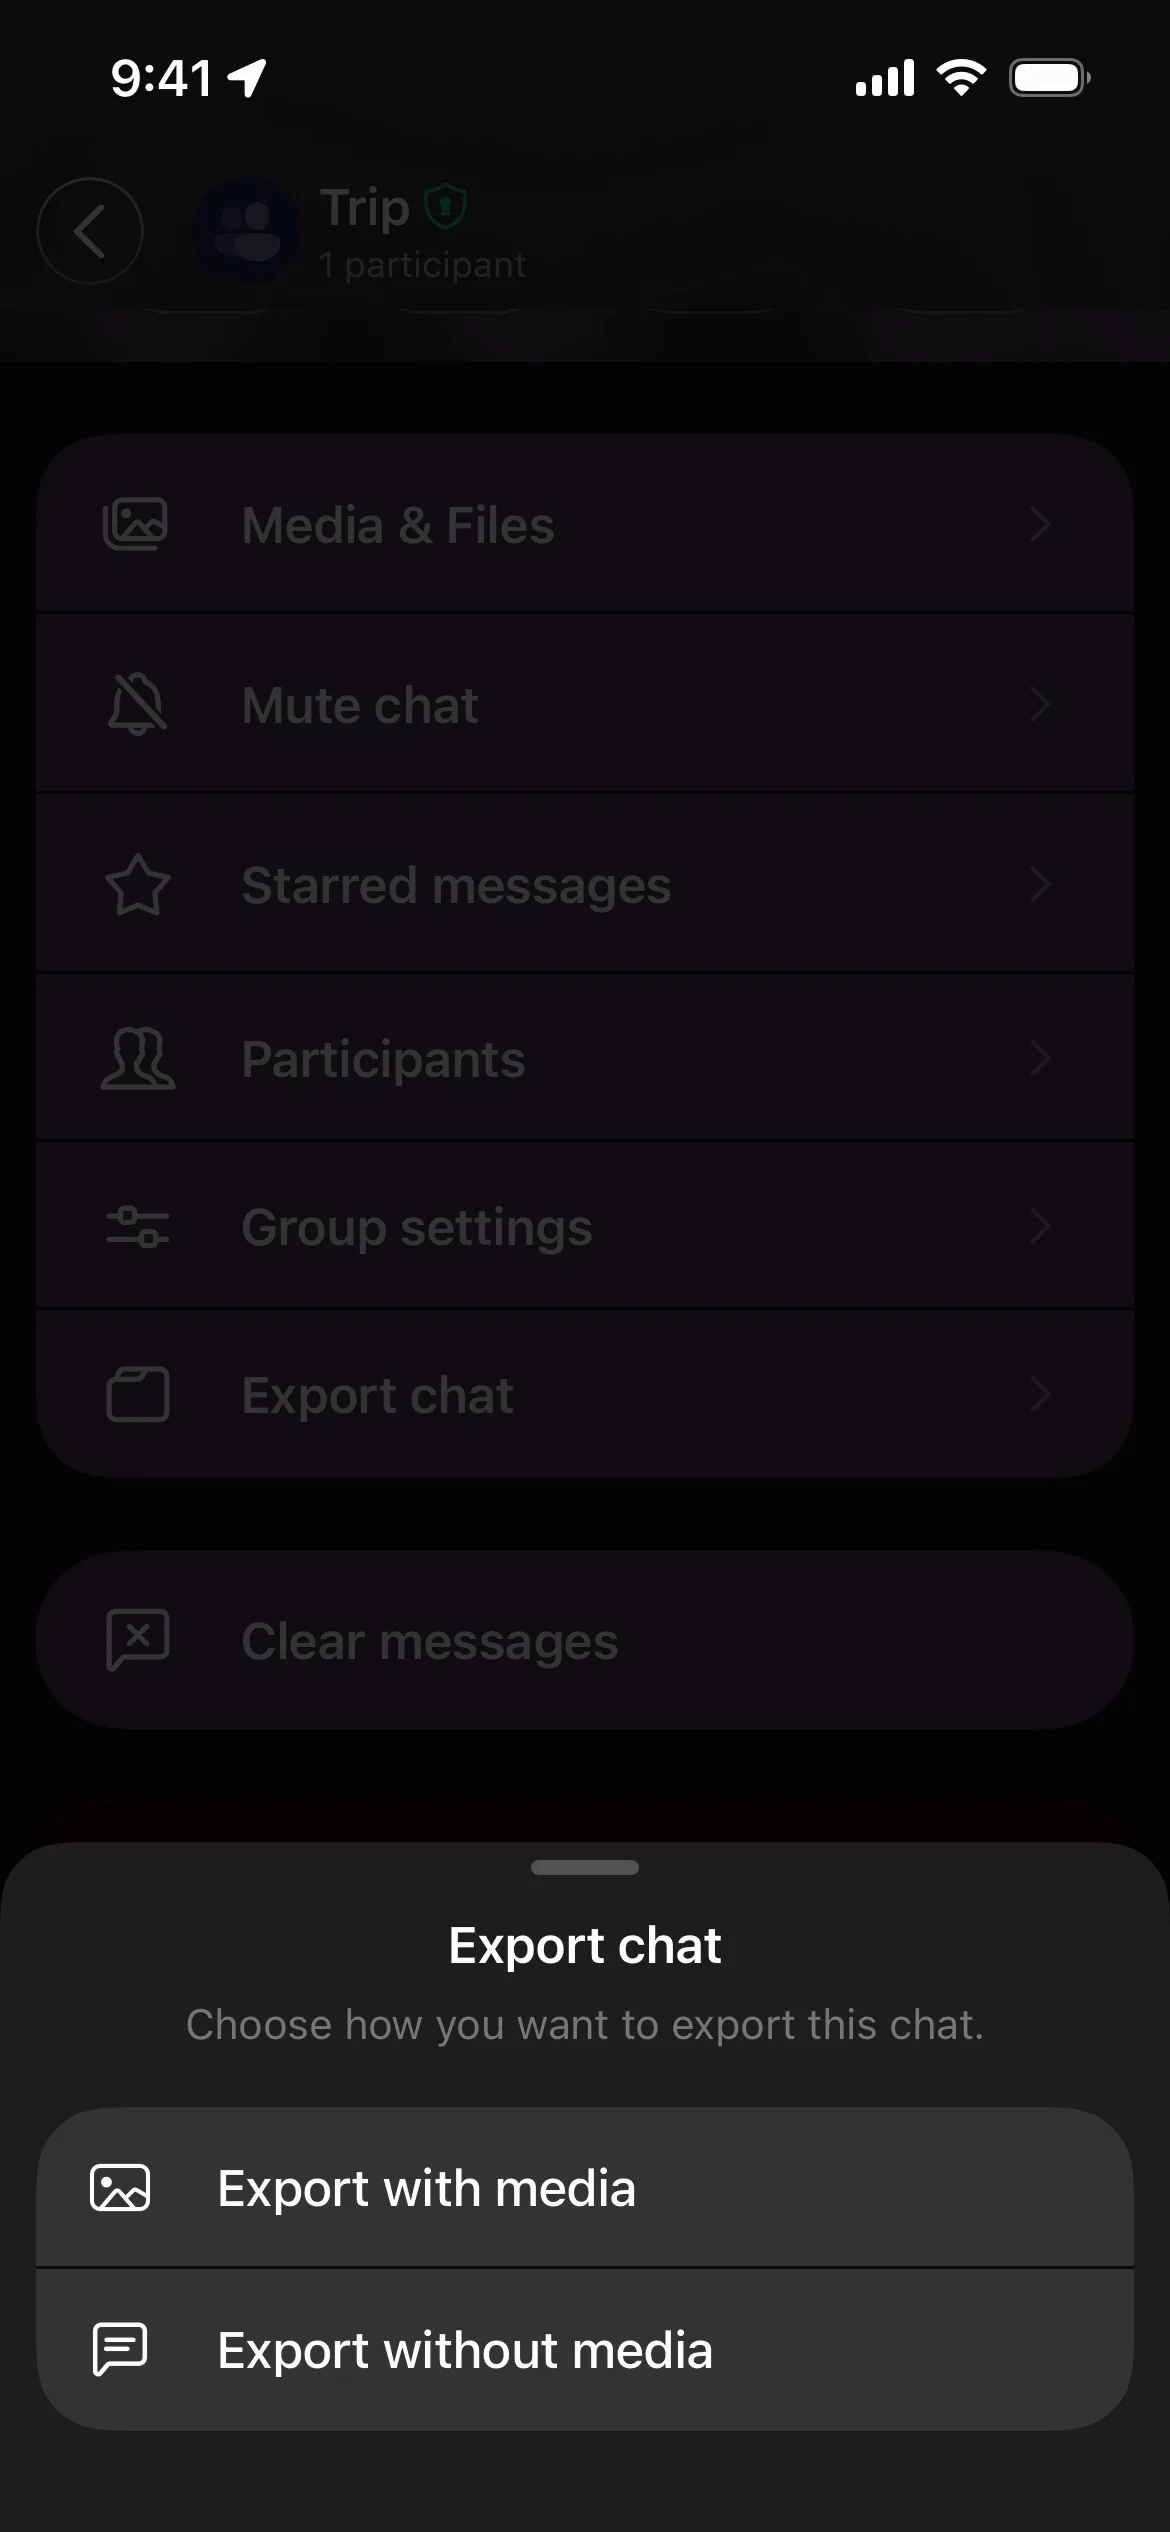 9:41
Trip
1 participant
Media & Files
Mute chat
Starred messages
Participants
Group settings
Export chat
Clear messages
Export chat
Choose how you want to export this chat.
Export with media
Export without media